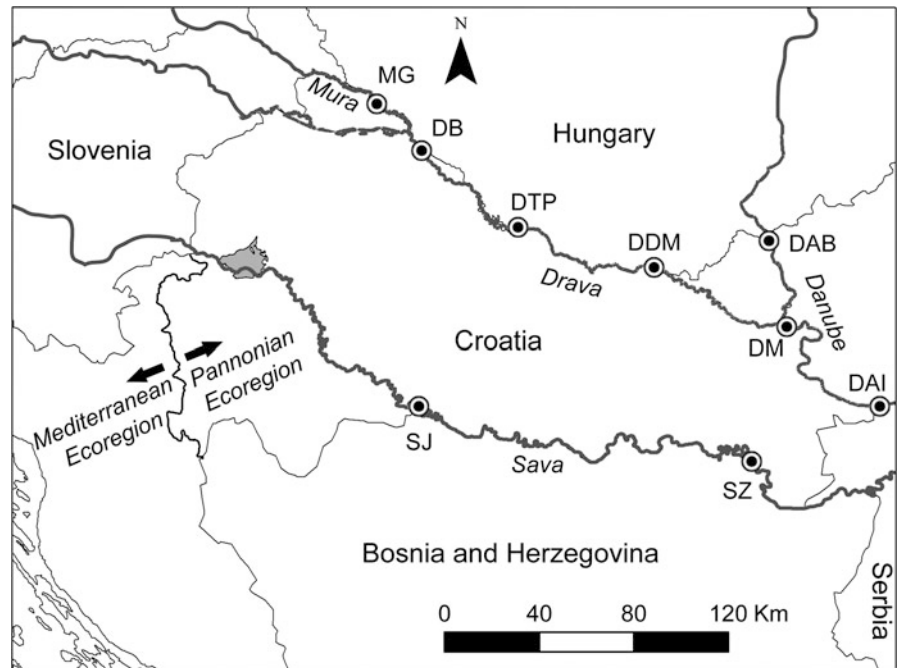 N
MG
Mura
DB
Hungary
Slovenia
DTP
DDM
DAB
Drava
Danube
DM
Croatia
Pannonian
Ecoregion
Mediterranean
Ecoregion
DAI
SJ
Sava
SZ
Bosnia and Herzegovina
Serbia
0 40 80 120 Km